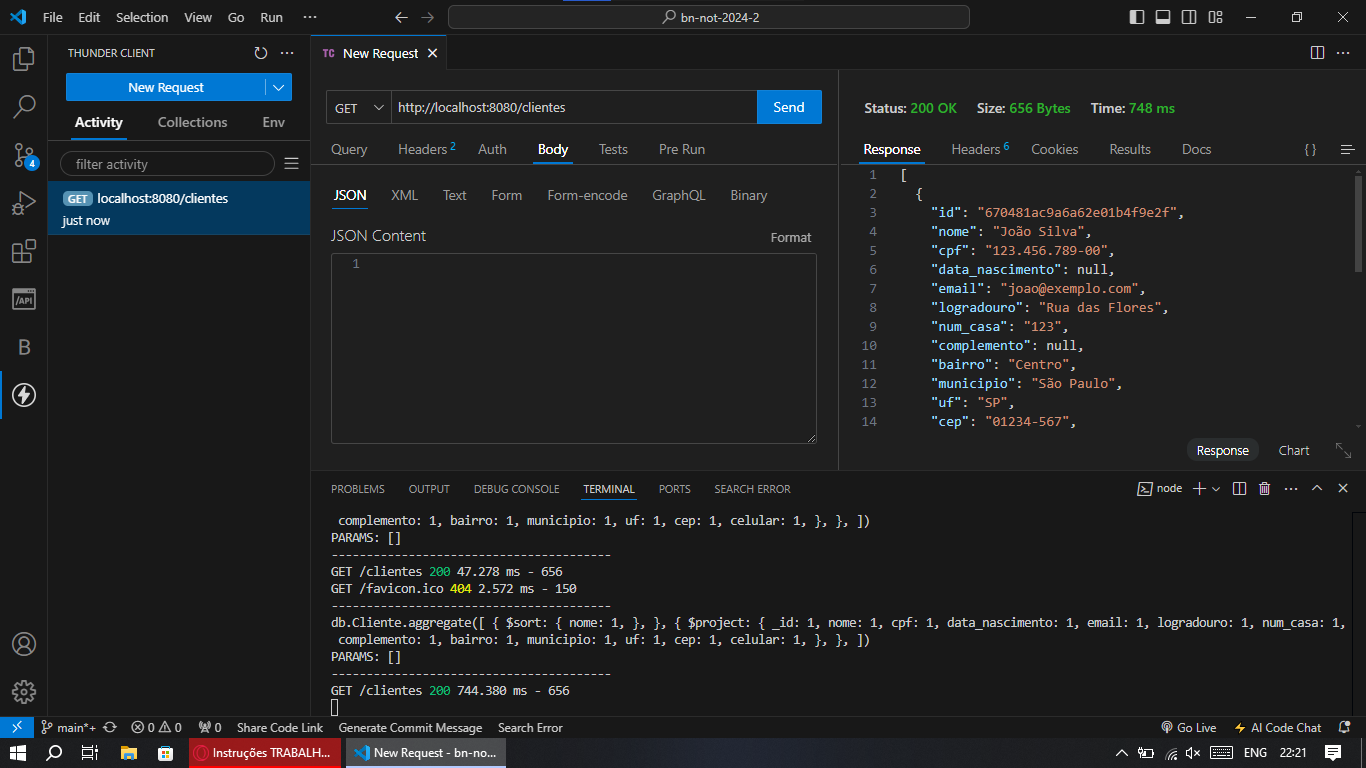 File Edit Selection View Go Run ··· bn-not-2024-2
THUNDER CLIENT ···
New Request
Activity Collections Env
filter activity
GET localhost:8080/clientes
just now
4
/API
B
TC New Request
GET http://localhost:8080/clientes Send
Query Headers 2 Auth Body Tests Pre Run
JSON XML Text Form Form-encode GraphQL Binary
JSON Content Format
1
Status: 200 OK Size: 656 Bytes Time: 748 ms
Response Headers 6 Cookies Results Docs { }
1 [
2 {
3 "id": "670481ac9a6a62e01b4f9e2f",
4 "nome": "João Silva",
5 "cpf": "123.456.789-00",
6 "data_nascimento": null,
7 "email": "joao@exemplo.com",
8 "logradouro": "Rua das Flores",
9 "num_casa": "123",
10 "complemento": null,
11 "bairro": "Centro",
12 "municipio": "São Paulo",
13 "uf": "SP",
14 "cep": "01234-567",
Response Chart
PROBLEMS OUTPUT DEBUG CONSOLE TERMINAL PORTS SEARCH ERROR node
complemento: 1, bairro: 1, municipio: 1, uf: 1, cep: 1, celular: 1, }, }, ])
PARAMS: []
---------------------------------------
GET /clientes 200 47.278 ms - 656
GET /favicon.ico 404 2.572 ms - 150
---------------------------------------
db.Cliente.aggregate([ { $sort: { nome: 1, }, }, { $project: { _id: 1, nome: 1, cpf: 1, data_nascimento: 1, email: 1, logradouro: 1, num_casa: 1,
complemento: 1, bairro: 1, municipio: 1, uf: 1, cep: 1, celular: 1, }, }, ])
PARAMS: []
---------------------------------------
GET /clientes 200 744.380 ms - 656
main*+ 0 0 0 Share Code Link Generate Commit Message Search Error Go Live AI Code Chat
Instruções TRABALH... New Request - bn-no... ENG 22:21